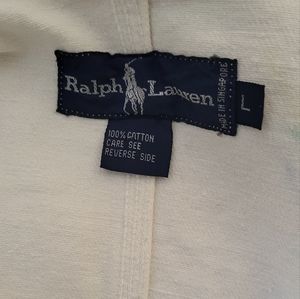 Ralph Lauren
MADE IN SINGAPORE
L
100% COTTON
CARE SEE
REVERSE SIDE